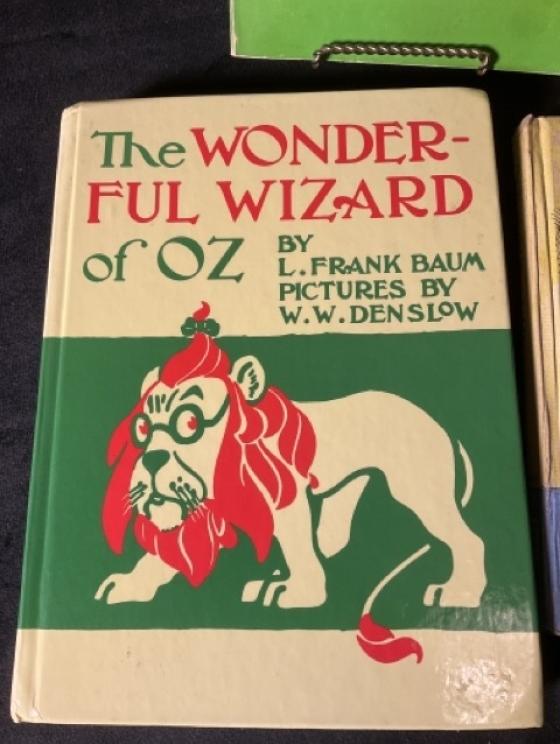 The WONDER-
FUL WIZARD
of OZ
BY
L. FRANK BAUM
PICTURES BY
W. W. DENSLOW